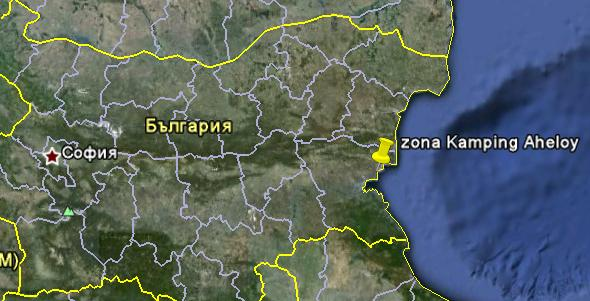 България
zona Kamping Aheloy
София
М)